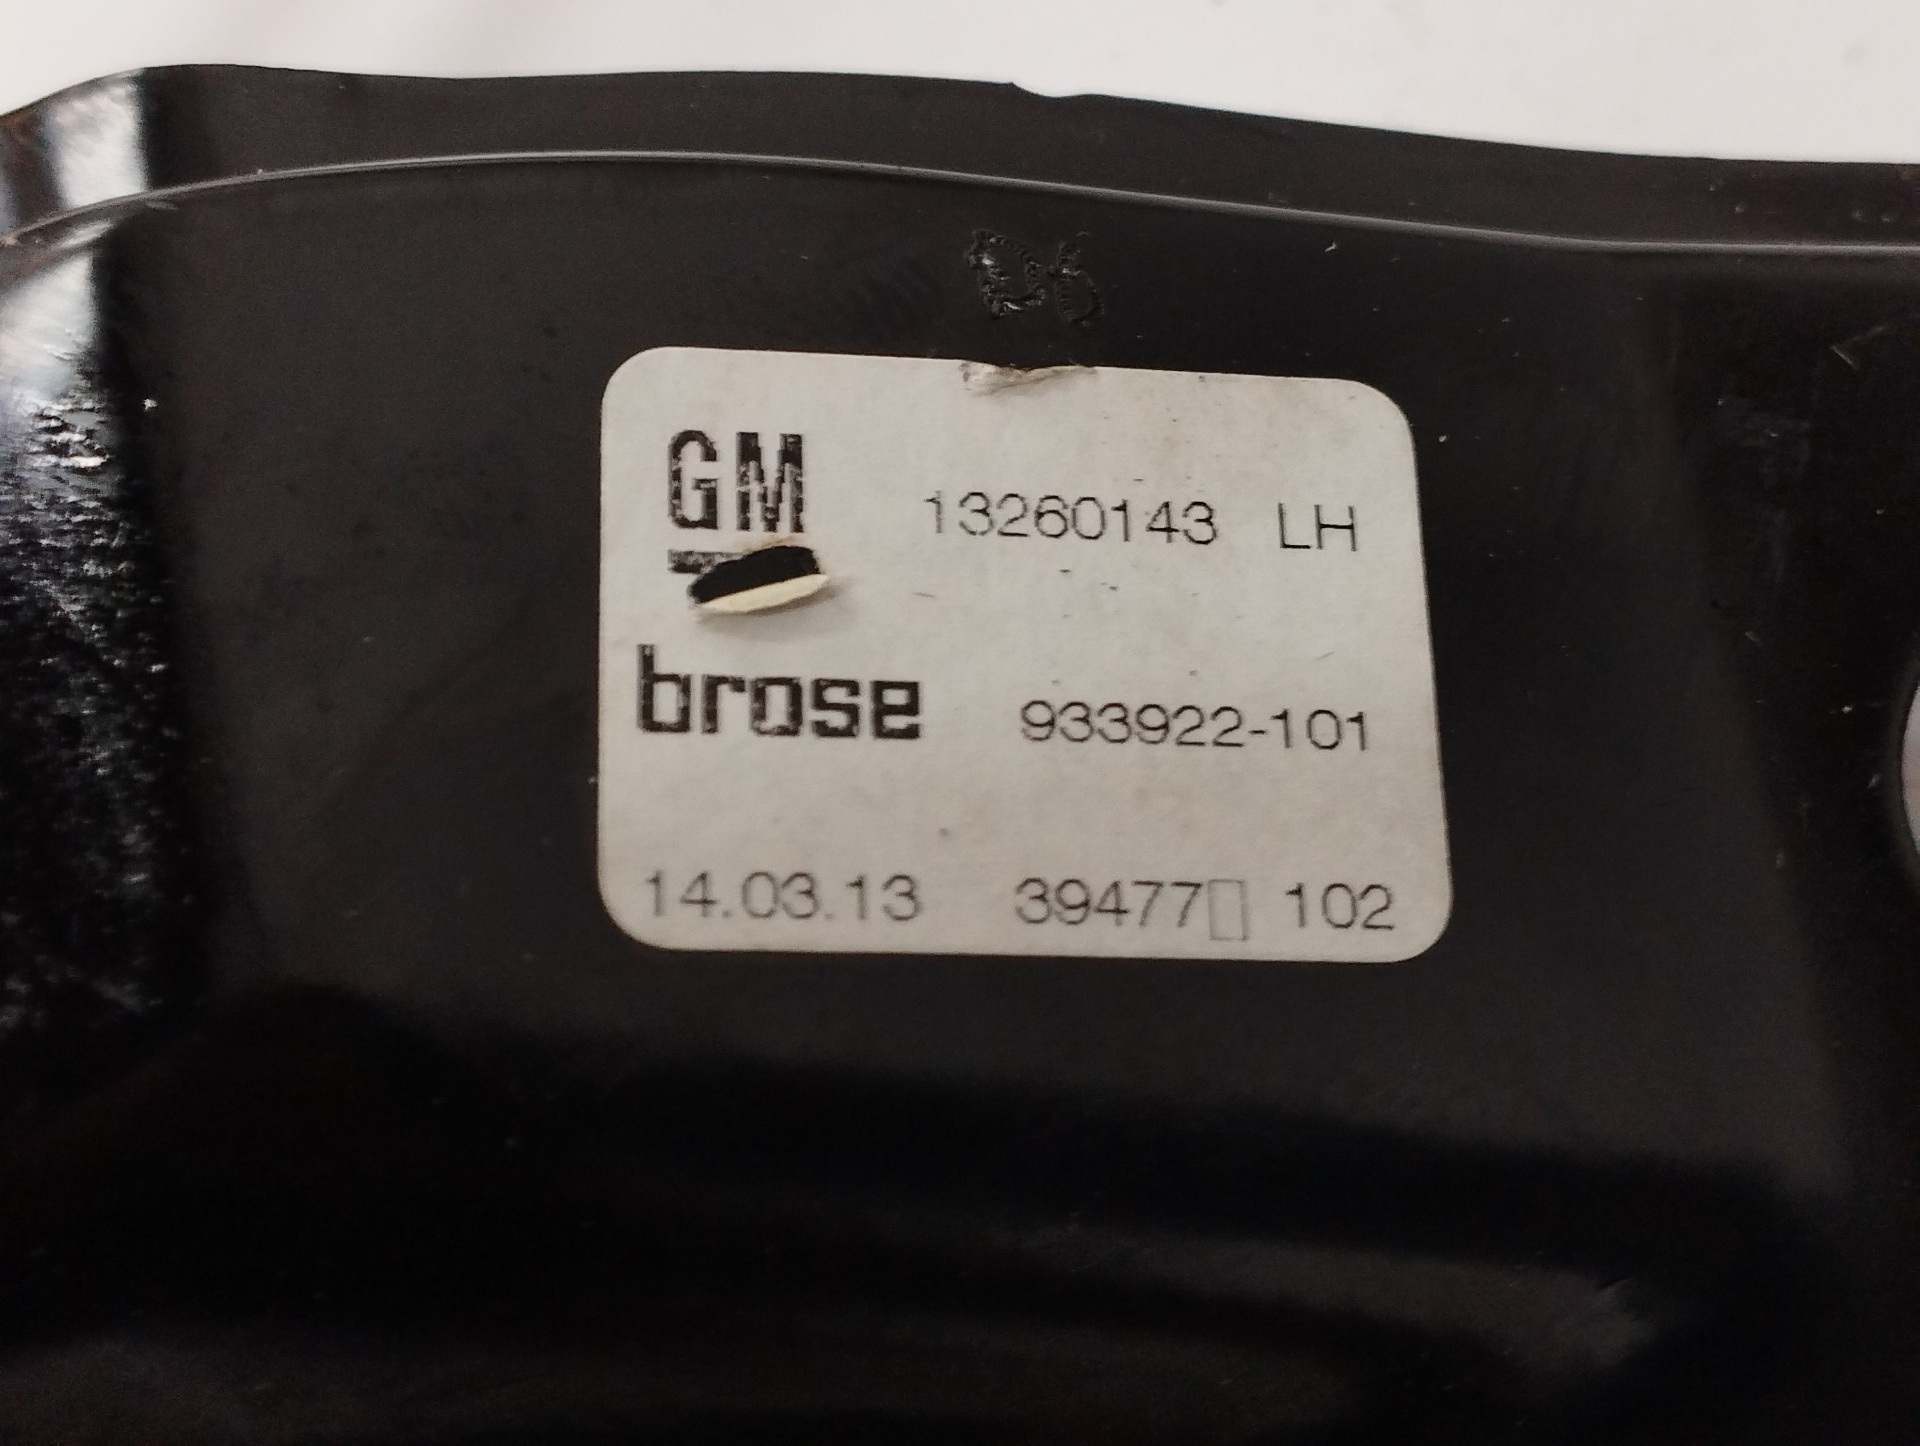 GM 13260143 LH
brose 933922-101
14.03.13 39477▯ 102